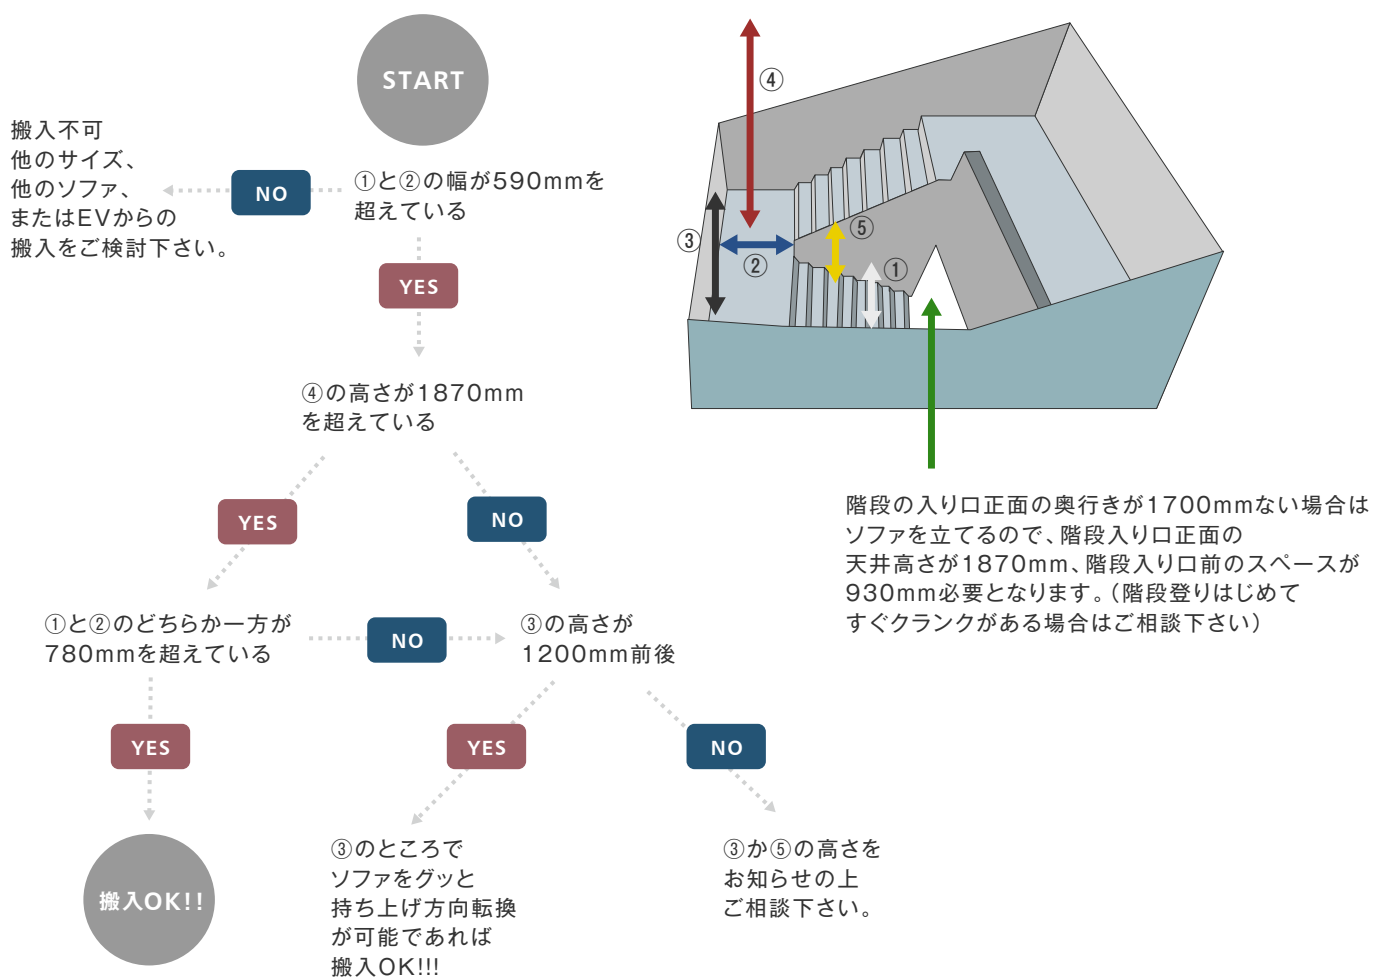 START
①と②の幅が590mmを
超えている
NO
搬入不可
他のサイズ、
他のソファ、
またはEVからの
搬入をご検討下さい。
YES
④の高さが1870mm
を超えている
YES
NO
①と②のどちらか一方が
780mmを超えている
NO
③の高さが
1200mm前後
YES
YES
NO
搬入OK!!
③のところで
ソファをグッと
持ち上げ方向転換
が可能であれば
搬入OK!!!
③か⑤の高さを
お知らせの上
ご相談下さい。
④
③
②
⑤
①
階段の入り口正面の奥行きが1700mmない場合は
ソファを立てるので、階段入り口正面の
天井高さが1870mm、階段入り口前のスペースが
930mm必要となります。（階段登りはじめて
すぐクランクがある場合はご相談下さい）